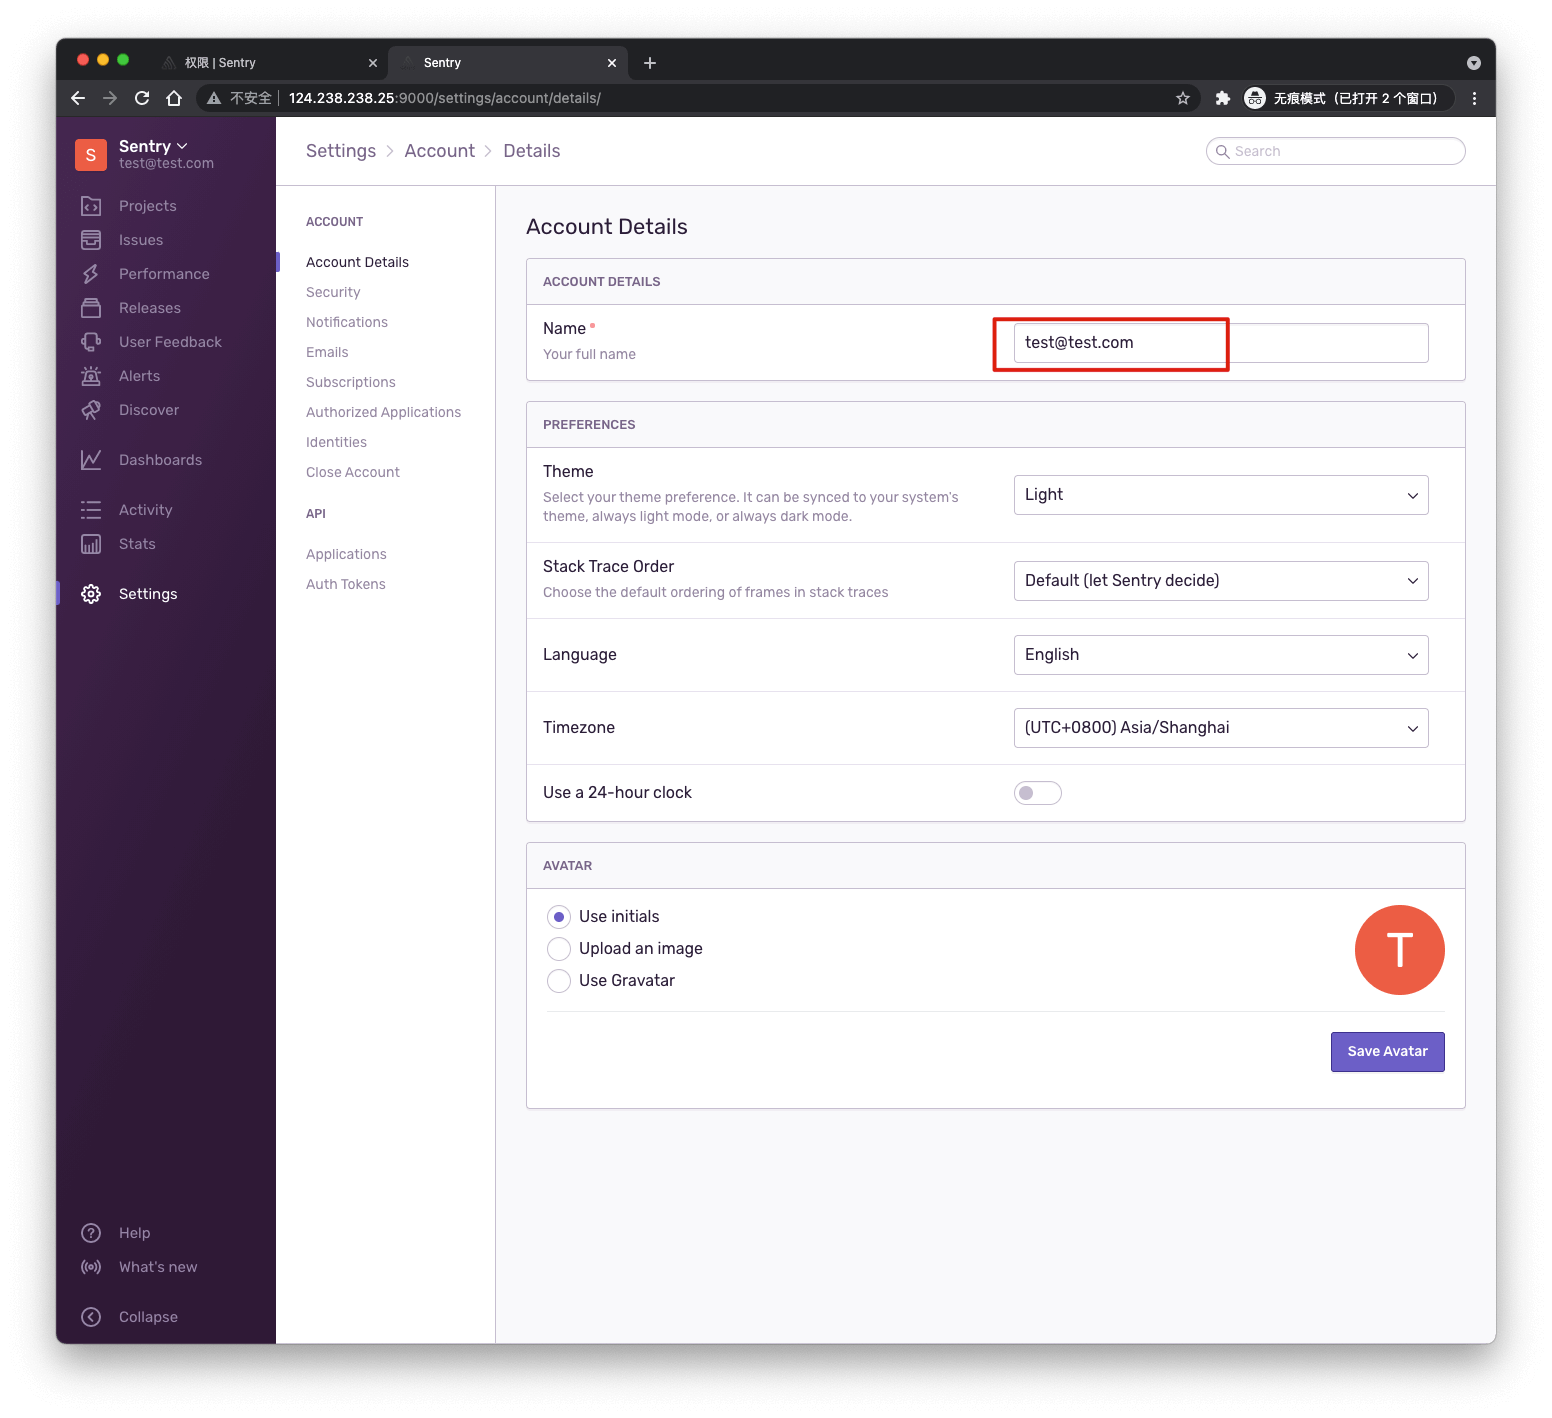 权限 | Sentry
Sentry
不安全 | 124.238.238.25:9000/settings/account/details/
无痕模式（已打开 2 个窗口）
S
Sentry
test@test.com
Projects
Issues
Performance
Releases
User Feedback
Alerts
Discover
Dashboards
Activity
Stats
Settings
Help
What's new
Collapse
Settings > Account > Details
Search
ACCOUNT
Account Details
Security
Notifications
Emails
Subscriptions
Authorized Applications
Identities
Close Account
API
Applications
Auth Tokens
Account Details
ACCOUNT DETAILS
Name
Your full name
test@test.com
PREFERENCES
Theme
Select your theme preference. It can be synced to your system's
theme, always light mode, or always dark mode.
Light
Stack Trace Order
Choose the default ordering of frames in stack traces
Default (let Sentry decide)
Language
English
Timezone
(UTC+0800) Asia/Shanghai
Use a 24-hour clock
AVATAR
Use initials
Upload an image
Use Gravatar
T
Save Avatar